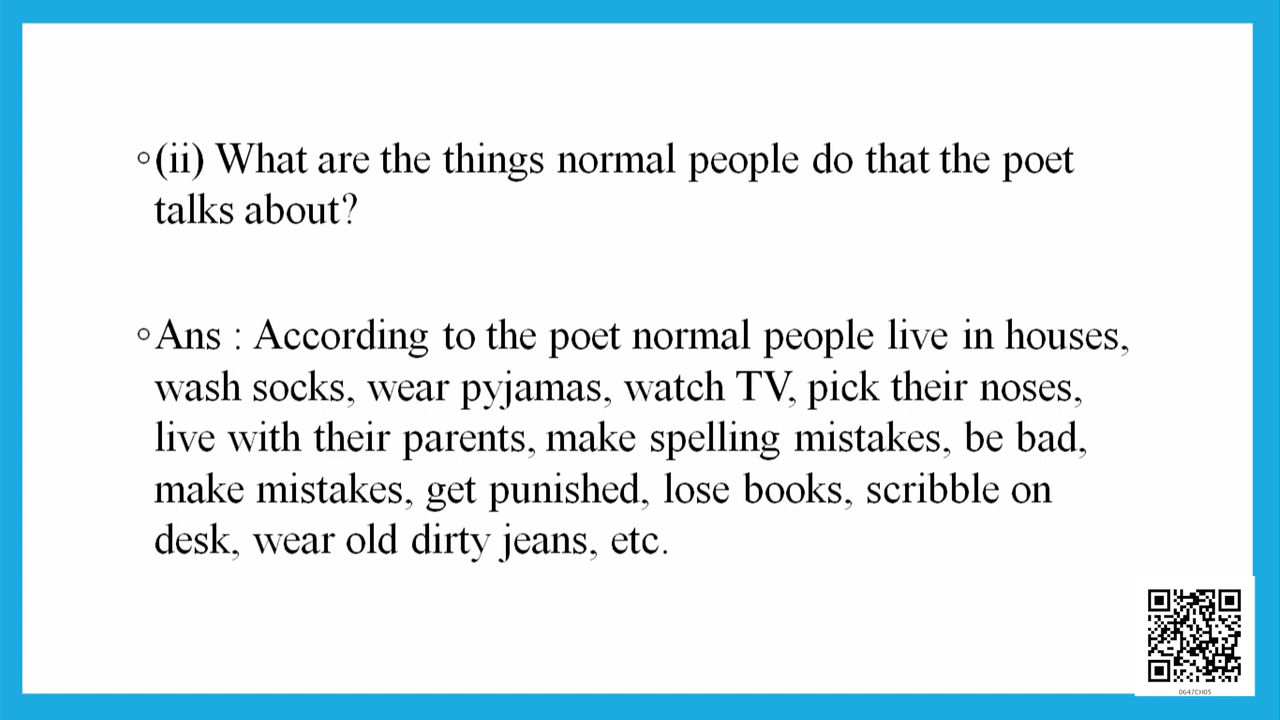 ◦(ii) What are the things normal people do that the poet
talks about?
◦Ans : According to the poet normal people live in houses,
wash socks, wear pyjamas, watch TV, pick their noses,
live with their parents, make spelling mistakes, be bad,
make mistakes, get punished, lose books, scribble on
desk, wear old dirty jeans, etc.
0647CH05